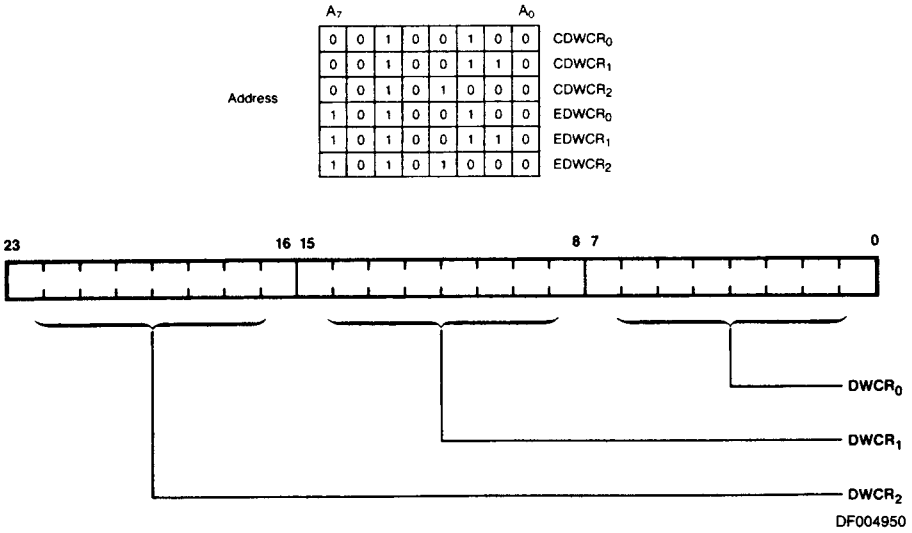 A₇ A₀
0 0 1 0 0 1 0 0 CDWCR₀
0 0 1 0 0 1 1 0 CDWCR₁
0 0 1 0 1 0 0 0 CDWCR₂
Address
1 0 1 0 0 1 0 0 EDWCR₀
1 0 1 0 0 1 1 0 EDWCR₁
1 0 1 0 1 0 0 0 EDWCR₂
23 16 15 8 7 0
DWCR₀
DWCR₁
DWCR₂
DF004950